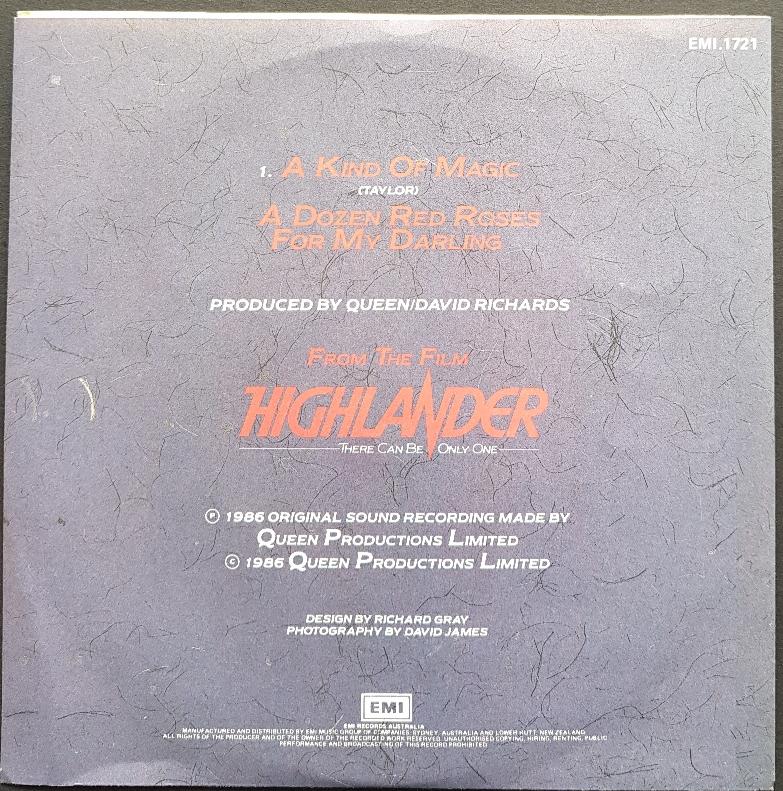 EMI.1721
1. A KIND OF MAGIC
(TAYLOR)
A DOZEN RED ROSES
FOR MY DARLING
PRODUCED BY QUEEN/DAVID RICHARDS
FROM THE FILM
HIGHLANDER
THERE CAN BE ONLY ONE
Ⓟ 1986 ORIGINAL SOUND RECORDING MADE BY
QUEEN PRODUCTIONS LIMITED
© 1986 QUEEN PRODUCTIONS LIMITED
DESIGN BY RICHARD GRAY
PHOTOGRAPHY BY DAVID JAMES
EMI
EMI RECORDS AUSTRALIA
MANUFACTURED AND DISTRIBUTED BY EMI MUSIC GROUP OF COMPANIES, SYDNEY, AUSTRALIA AND LOWER HUTT, NEW ZEALAND
ALL RIGHTS OF THE PRODUCER AND OF THE OWNER OF THE RECORDED WORK RESERVED. UNAUTHORISED COPYING, HIRING, RENTING, PUBLIC
PERFORMANCE AND BROADCASTING OF THIS RECORD PROHIBITED